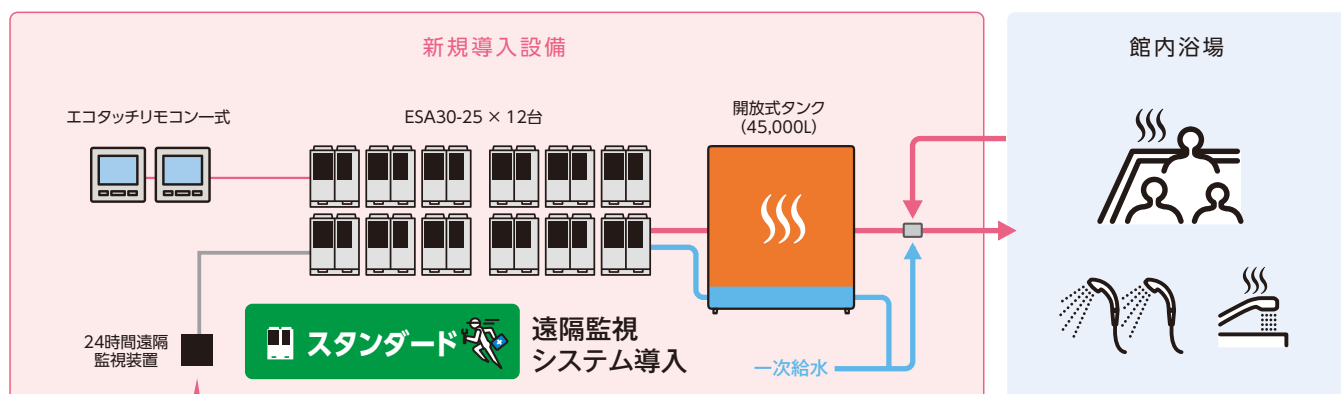 新規導入設備
館内浴場
エコタッチリモコン一式
ESA30-25 × 12台
開放式タンク
(45,000L)
24時間遠隔
監視装置
スタンダード
遠隔監視
システム導入
一次給水